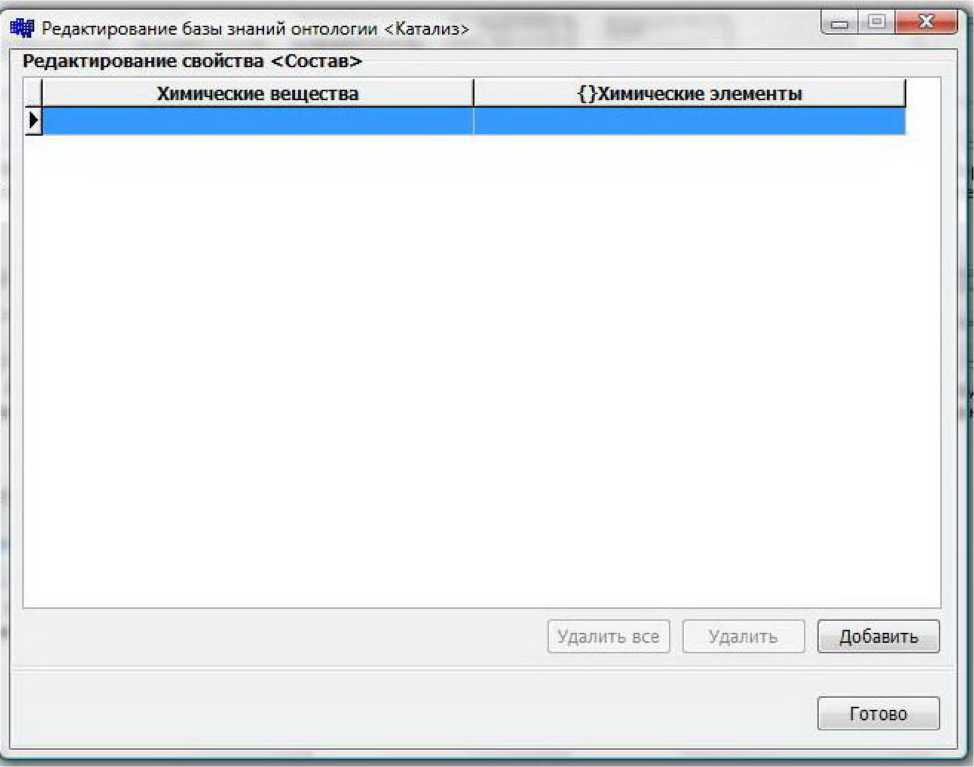 Редактирование базы знаний онтологии <Катализ>
Редактирование свойства <Состав>
Химические вещества {}Химические элементы
Удалить все Удалить Добавить
Готово